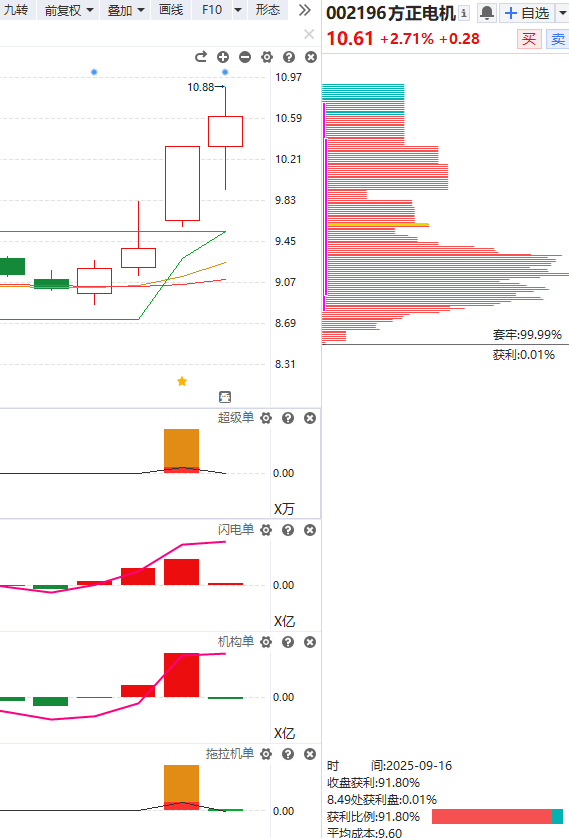 九转 前复权 叠加 画线 F10 形态
10.97
10.88
10.59
10.21
9.83
9.45
9.07
8.69
8.31
叠
超级单
0.00
X万
闪电单
0.00
X亿
机构单
0.00
X亿
拖拉机单
0.00
002196方正电机 自选
10.61 +2.71% +0.28 买 卖
套牢:99.99%
获利:0.01%
时 间:2025-09-16
收盘获利:91.80%
8.49处获利盘:0.01%
获利比例:91.80%
平均成本:9.60